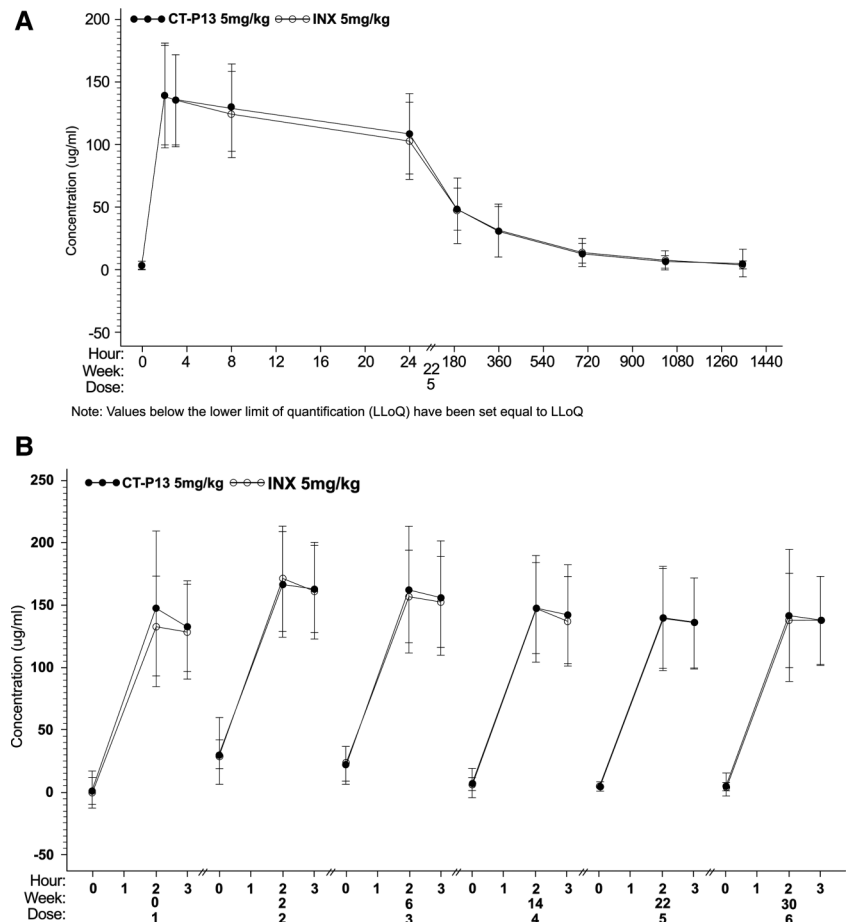 A
CT-P13 5mg/kg INX 5mg/kg
200
150
100
50
0
-50
Concentration (ug/ml)
Hour: 0 4 8 12 16 20 24 180 360 540 720 900 1080 1260 1440
Week: 22
Dose: 5
Note: Values below the lower limit of quantification (LLoQ) have been set equal to LLoQ
B
CT-P13 5mg/kg INX 5mg/kg
250
200
150
100
50
0
-50
Concentration (ug/ml)
Hour: 0 1 2 3 0 1 2 3 0 1 2 3 0 1 2 3 0 1 2 3 0 1 2 3
Week: 0 2 6 14 22 30
Dose: 1 2 3 4 5 6